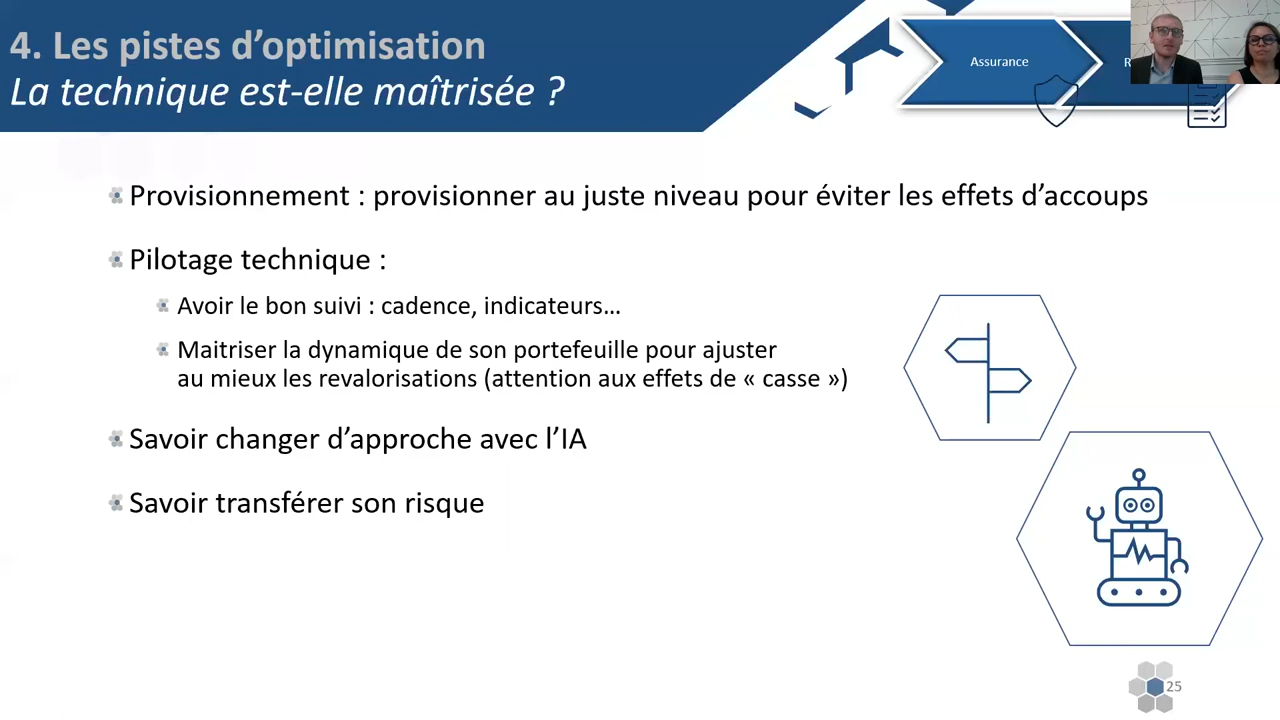 4. Les pistes d’optimisation
La technique est-elle maîtrisée ?
Assurance
Provisionnement : provisionner au juste niveau pour éviter les effets d’accoups
Pilotage technique :
Avoir le bon suivi : cadence, indicateurs…
Maitriser la dynamique de son portefeuille pour ajuster
au mieux les revalorisations (attention aux effets de « casse »)
Savoir changer d’approche avec l’IA
Savoir transférer son risque
25